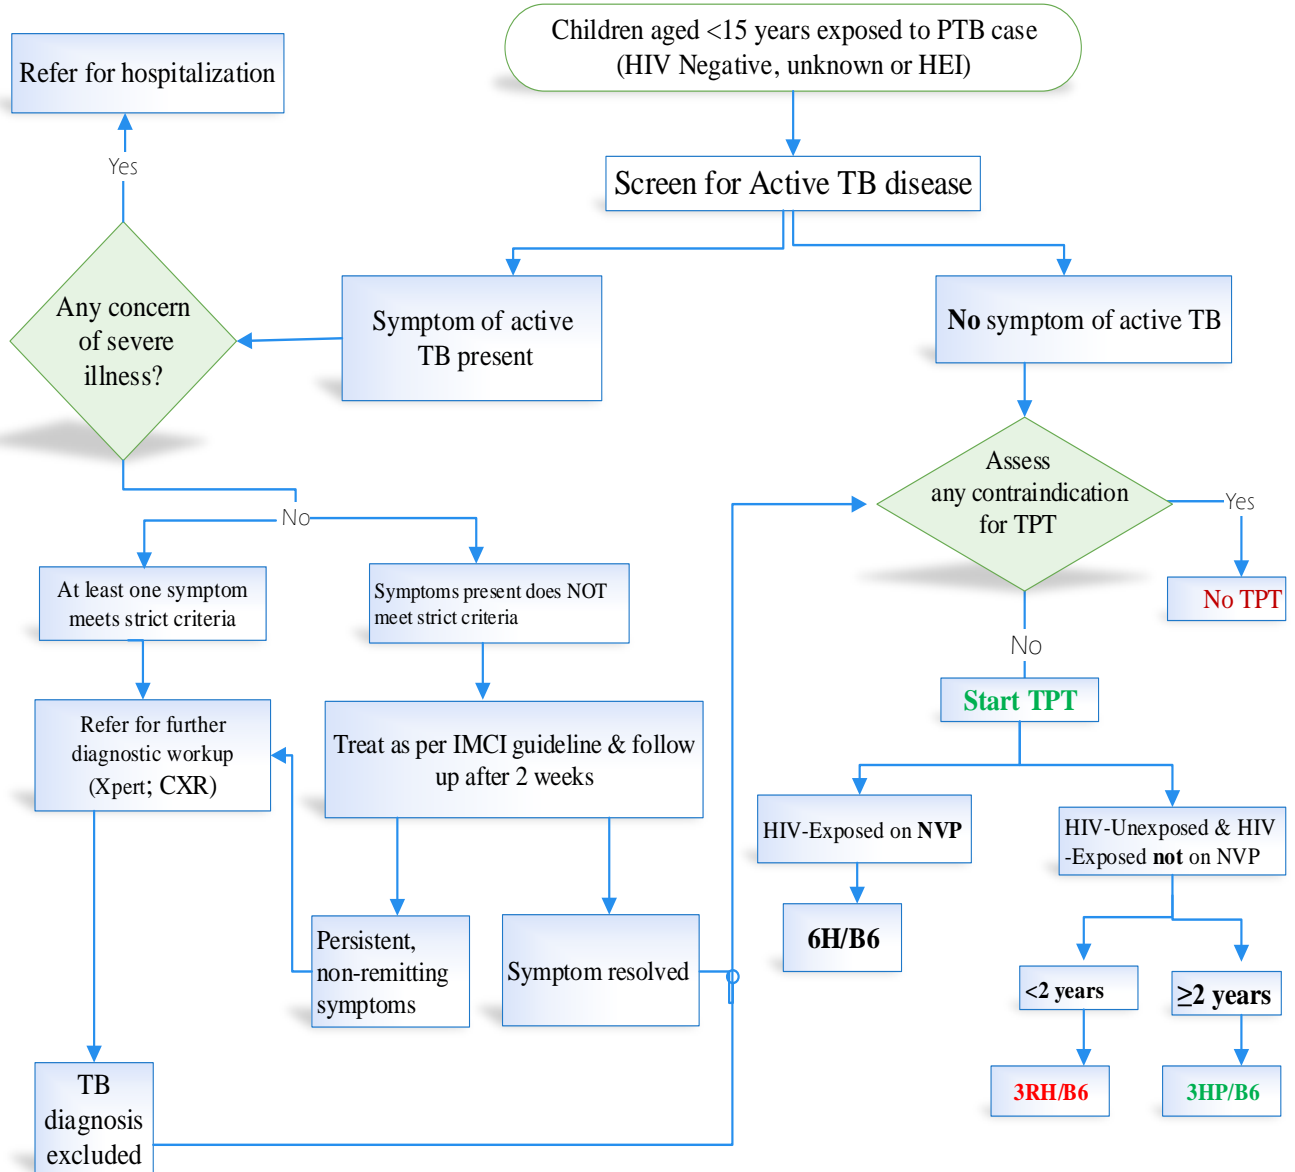 Children aged <15 years exposed to PTB case
(HIV Negative, unknown or HEI)
Refer for hospitalization
Yes
Screen for Active TB disease
Any concern
of severe
illness?
Symptom of active
TB present
No symptom of active TB
Assess
any contraindication
for TPT
Yes
No TPT
No
At least one symptom
meets strict criteria
Symptoms present does NOT
meet strict criteria
No
Start TPT
Refer for further
diagnostic workup
(Xpert; CXR)
Treat as per IMCI guideline & follow
up after 2 weeks
HIV-Exposed on NVP
HIV-Unexposed & HIV
-Exposed not on NVP
6H/B6
Persistent,
non-remitting
symptoms
Symptom resolved
<2 years
≥2 years
3RH/B6
3HP/B6
TB
diagnosis
excluded